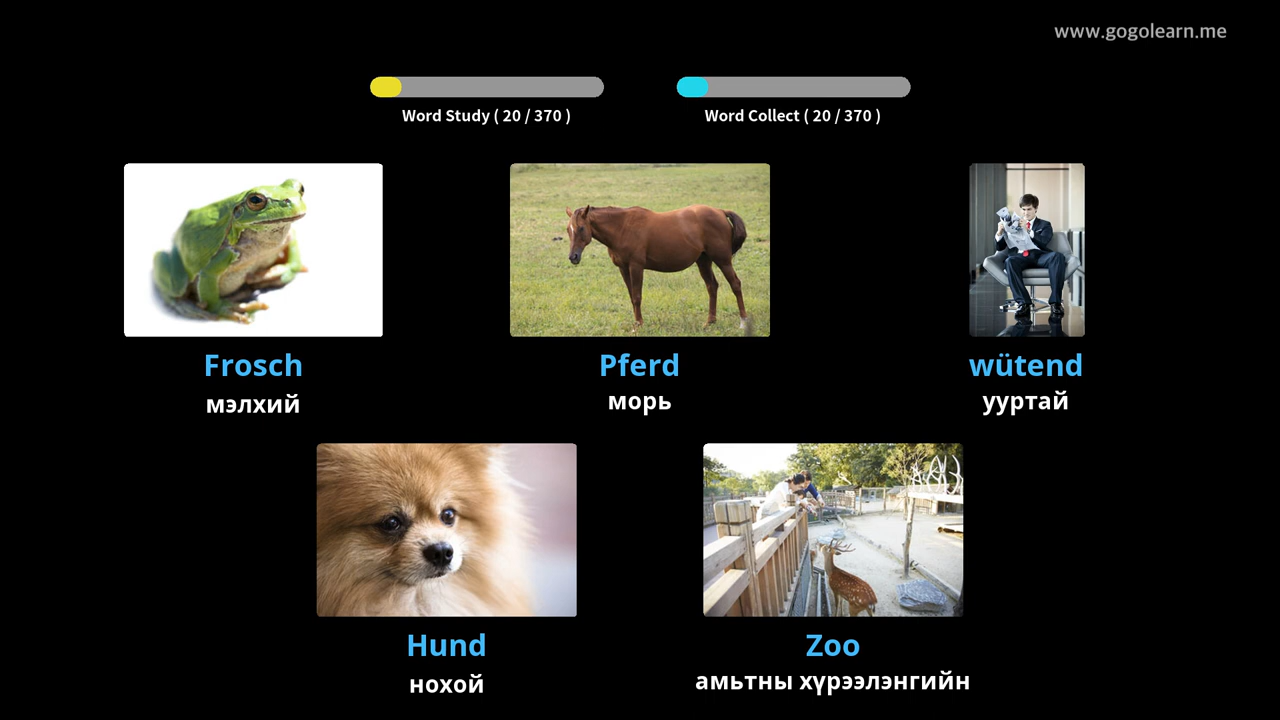 www.gogolearn.me
Word Study ( 20 / 370 )
Word Collect ( 20 / 370 )
Frosch
мэлхий
Pferd
морь
wütend
ууртай
Hund
нохой
Zoo
амьтны хүрээлэнгийн